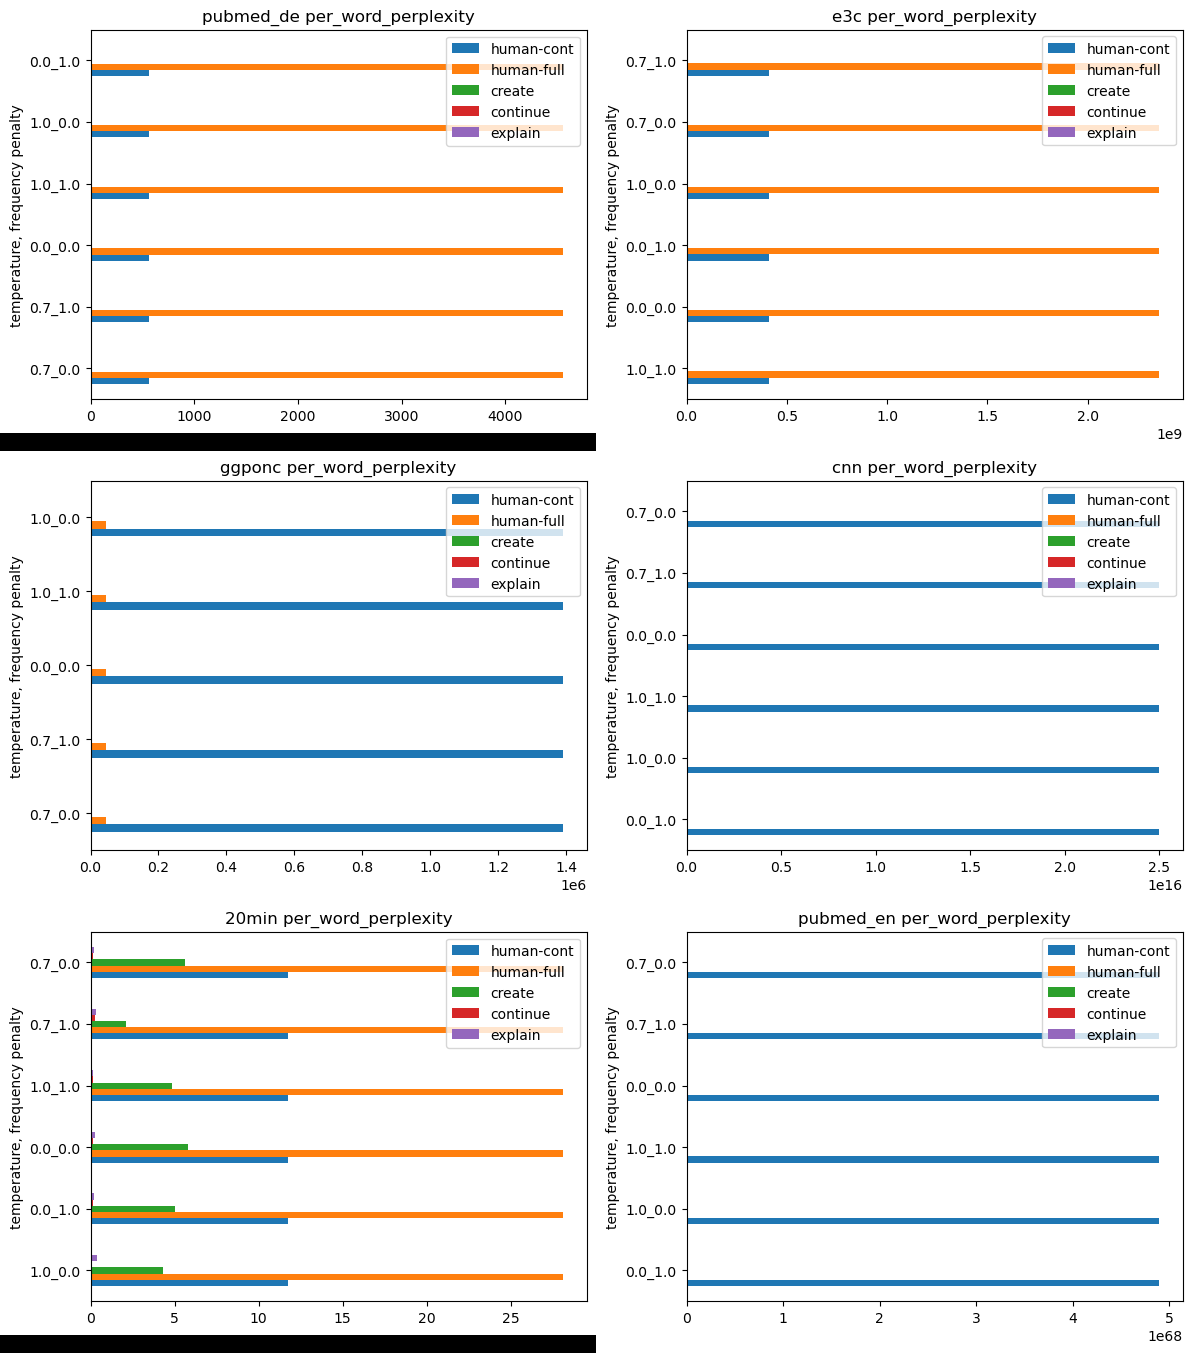 pubmed_de per_word_perplexity
temperature, frequency penalty
0.0_1.0
1.0_0.0
1.0_1.0
0.0_0.0
0.7_1.0
0.7_0.0
0
1000
2000
3000
4000
human-cont
human-full
create
continue
explain
e3c per_word_perplexity
temperature, frequency penalty
0.7_1.0
0.7_0.0
1.0_0.0
0.0_1.0
0.0_0.0
1.0_1.0
0.0
0.5
1.0
1.5
2.0
1e9
human-cont
human-full
create
continue
explain
ggponc per_word_perplexity
temperature, frequency penalty
1.0_0.0
1.0_1.0
0.0_0.0
0.7_1.0
0.7_0.0
0.0
0.2
0.4
0.6
0.8
1.0
1.2
1.4
1e6
human-cont
human-full
create
continue
explain
cnn per_word_perplexity
temperature, frequency penalty
0.7_0.0
0.7_1.0
0.0_0.0
1.0_1.0
1.0_0.0
0.0_1.0
0.0
0.5
1.0
1.5
2.0
2.5
1e16
human-cont
human-full
create
continue
explain
20min per_word_perplexity
temperature, frequency penalty
0.7_0.0
0.7_1.0
1.0_1.0
0.0_0.0
0.0_1.0
1.0_0.0
0
5
10
15
20
25
human-cont
human-full
create
continue
explain
pubmed_en per_word_perplexity
temperature, frequency penalty
0.7_0.0
0.7_1.0
0.0_0.0
1.0_1.0
1.0_0.0
0.0_1.0
0
1
2
3
4
5
1e68
human-cont
human-full
create
continue
explain